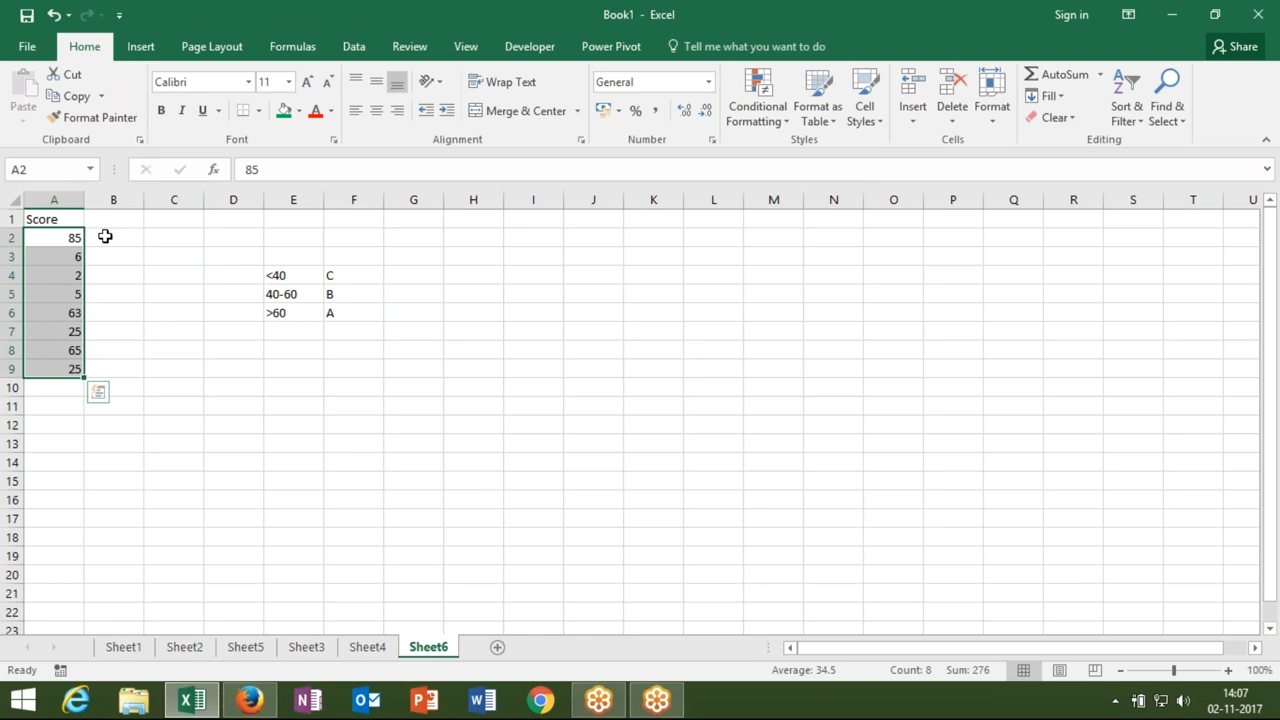 Book1 - Excel
Sign in
File Home Insert Page Layout Formulas Data Review View Developer Power Pivot Tell me what you want to do Share
Paste
Cut
Copy
Format Painter
Clipboard
Calibri 11
B I U
Font
Wrap Text
Merge & Center
Alignment
General
% ,
Number
Conditional Formatting
Format as Table
Cell Styles
Styles
Insert
Delete
Format
Cells
AutoSum
Fill
Clear
Sort & Filter
Find & Select
Editing
A2 fx 85
A B C D E F G H I J K L M N O P Q R S T U
1 Score
2 85
3 6
4 2 <40 C
5 5 40-60 B
6 63 >60 A
7 25
8 65
9 25
10
11
12
13
14
15
16
17
18
19
20
21
22
23
Sheet1 Sheet2 Sheet5 Sheet3 Sheet4 Sheet6
Ready Average: 34.5 Count: 8 Sum: 276 100%
14:07
02-11-2017